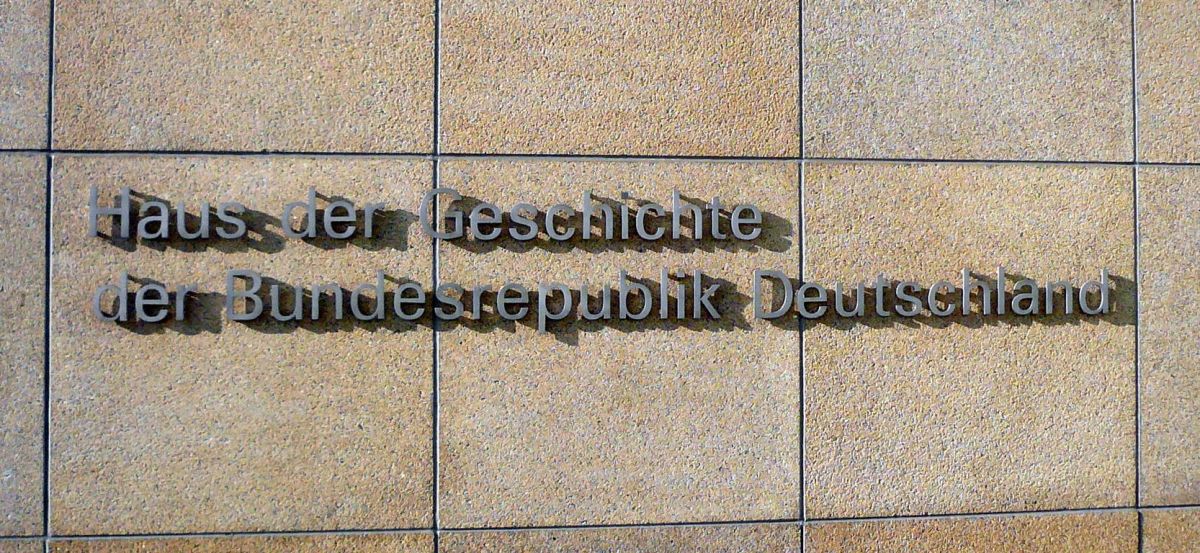 Haus der Geschichte
der Bundesrepublik Deutschland